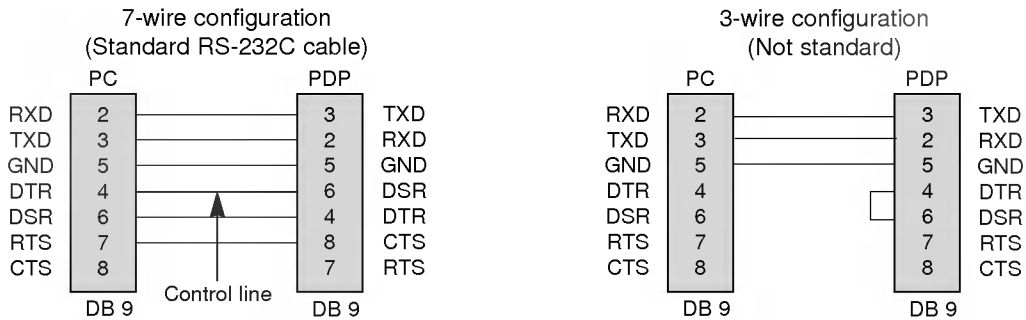 7-wire configuration
(Standard RS-232C cable)
PC PDP
RXD 2 3 TXD
TXD 3 2 RXD
GND 5 5 GND
DTR 4 6 DSR
DSR 6 4 DTR
RTS 7 8 CTS
CTS 8 7 RTS
Control line
DB 9 DB 9
3-wire configuration
(Not standard)
PC PDP
RXD 2 3 TXD
TXD 3 2 RXD
GND 5 5 GND
DTR 4 4 DTR
DSR 6 6 DSR
RTS 7 7 RTS
CTS 8 8 CTS
DB 9 DB 9